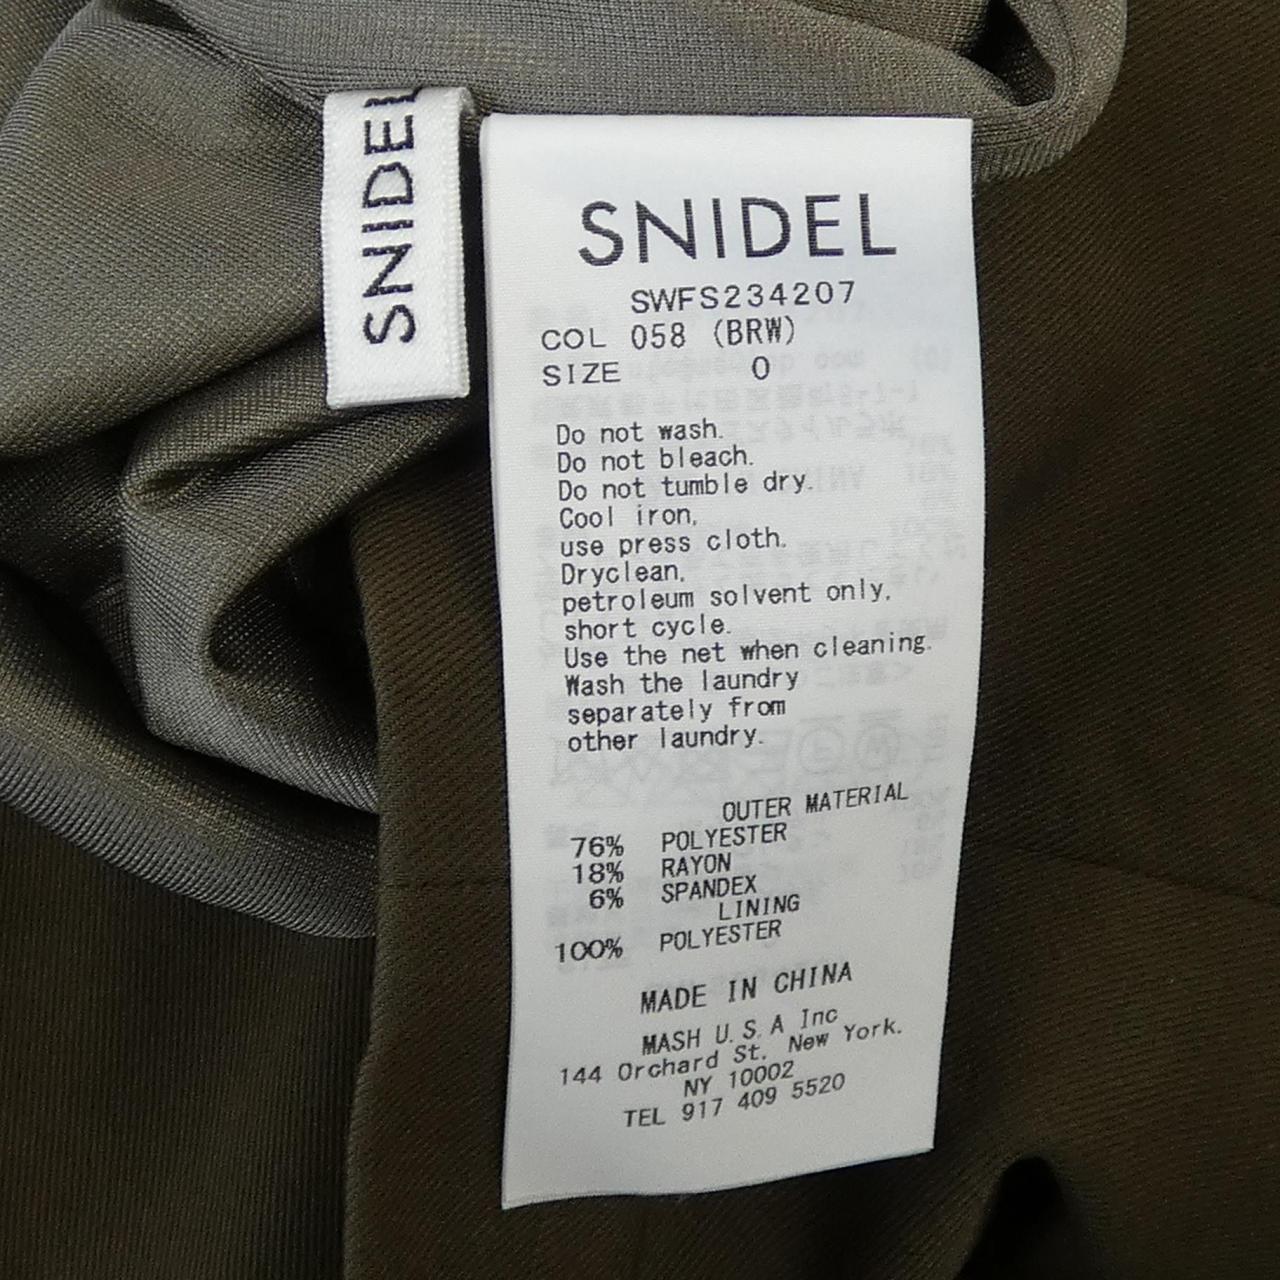 SNIDEL
SNIDEL
SWFS234207
COL 058 (BRW)
SIZE 0
Do not wash.
Do not bleach.
Do not tumble dry.
Cool iron,
use press cloth.
Dryclean,
petroleum solvent only,
short cycle.
Use the net when cleaning.
Wash the laundry
separately from
other laundry.
OUTER MATERIAL
76% POLYESTER
18% RAYON
6% SPANDEX
LINING
100% POLYESTER
MADE IN CHINA
MASH U.S.A Inc
144 Orchard St. New York.
NY 10002
TEL 917 409 5520